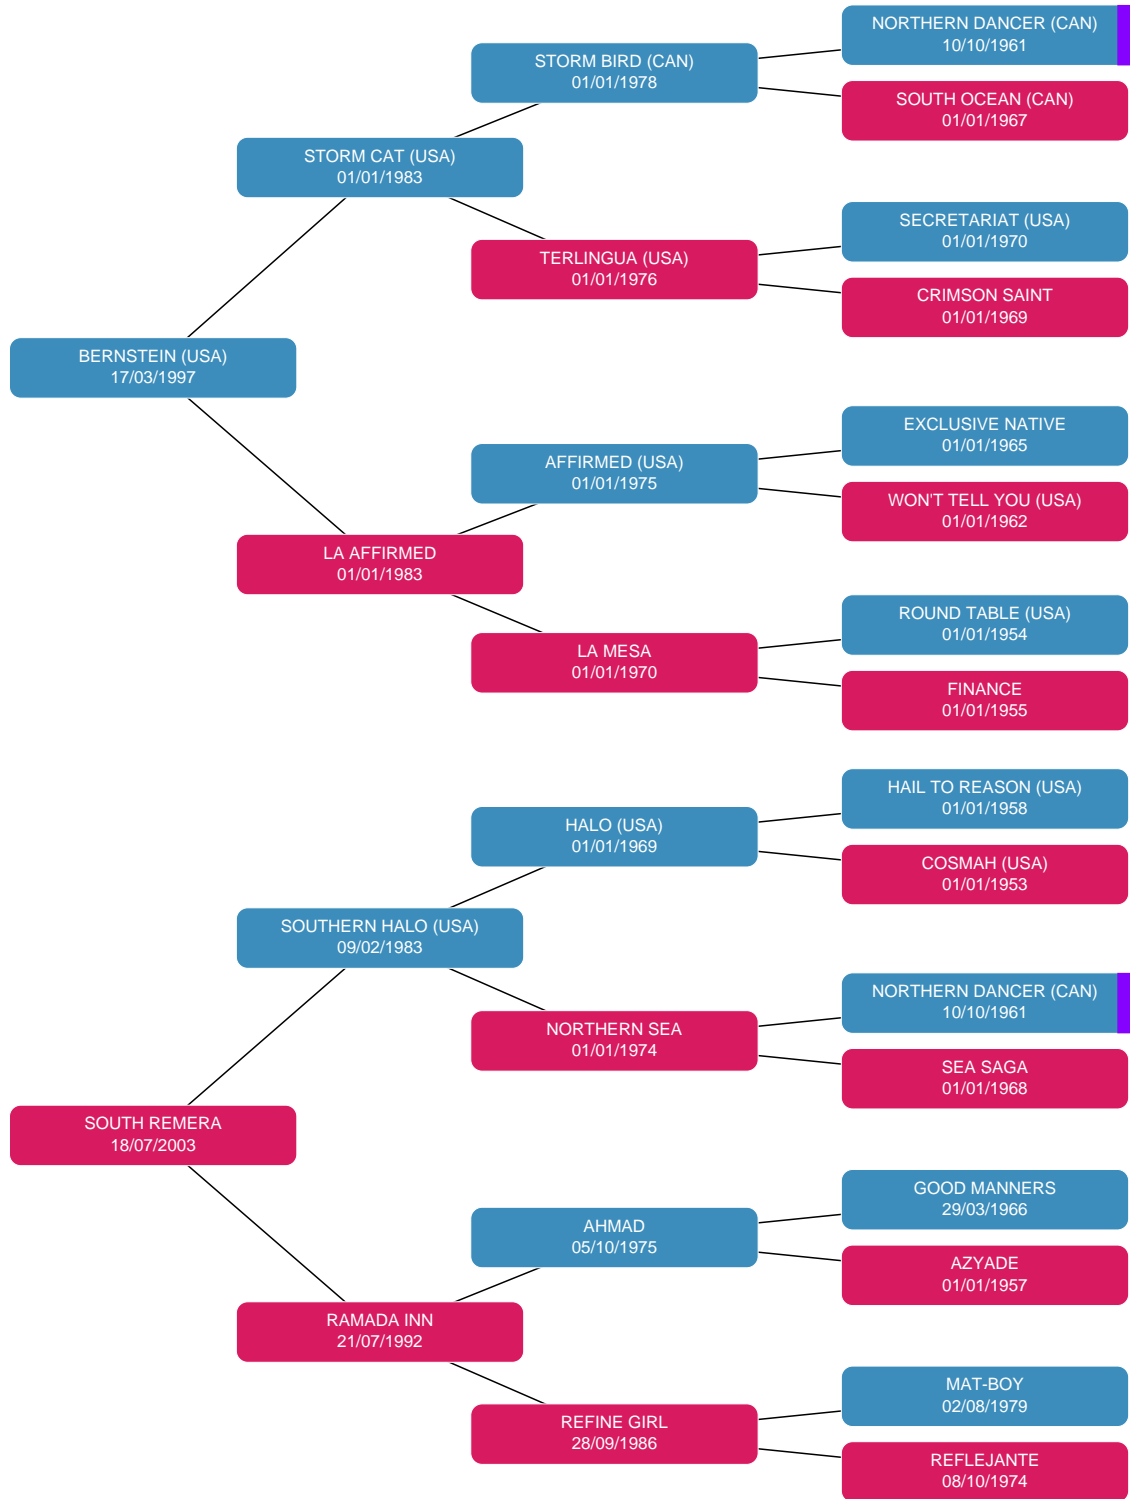 NORTHERN DANCER (CAN)
10/10/1961
STORM BIRD (CAN)
01/01/1978
SOUTH OCEAN (CAN)
01/01/1967
STORM CAT (USA)
01/01/1983
SECRETARIAT (USA)
01/01/1970
TERLINGUA (USA)
01/01/1976
CRIMSON SAINT
01/01/1969
BERNSTEIN (USA)
17/03/1997
EXCLUSIVE NATIVE
01/01/1965
AFFIRMED (USA)
01/01/1975
WON'T TELL YOU (USA)
01/01/1962
LA AFFIRMED
01/01/1983
ROUND TABLE (USA)
01/01/1954
LA MESA
01/01/1970
FINANCE
01/01/1955
HAIL TO REASON (USA)
01/01/1958
HALO (USA)
01/01/1969
COSMAH (USA)
01/01/1953
SOUTHERN HALO (USA)
09/02/1983
NORTHERN DANCER (CAN)
10/10/1961
NORTHERN SEA
01/01/1974
SEA SAGA
01/01/1968
SOUTH REMERA
18/07/2003
GOOD MANNERS
29/03/1966
AHMAD
05/10/1975
AZYADE
01/01/1957
RAMADA INN
21/07/1992
MAT-BOY
02/08/1979
REFINE GIRL
28/09/1986
REFLEJANTE
08/10/1974